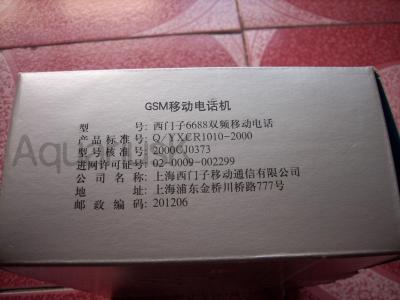 GSM移动电话机
型 号: 西门子6688双频移动电话
产品标准号: Q/YXCR1010-2000
型号核准号: 2000CJ0373
进网许可证号: 02-0009-002299
公司名称: 上海西门子移动通信有限公司
地 址: 上海浦东金桥川桥路777号
邮政编码: 201206